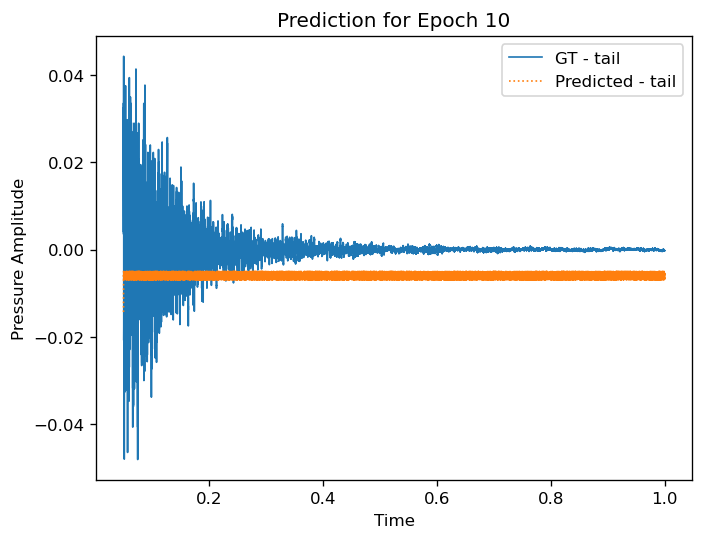 Prediction for Epoch 10
GT - tail
Predicted - tail
Pressure Amplitude
0.04
0.02
0.00
−0.02
−0.04
0.2
0.4
0.6
0.8
1.0
Time